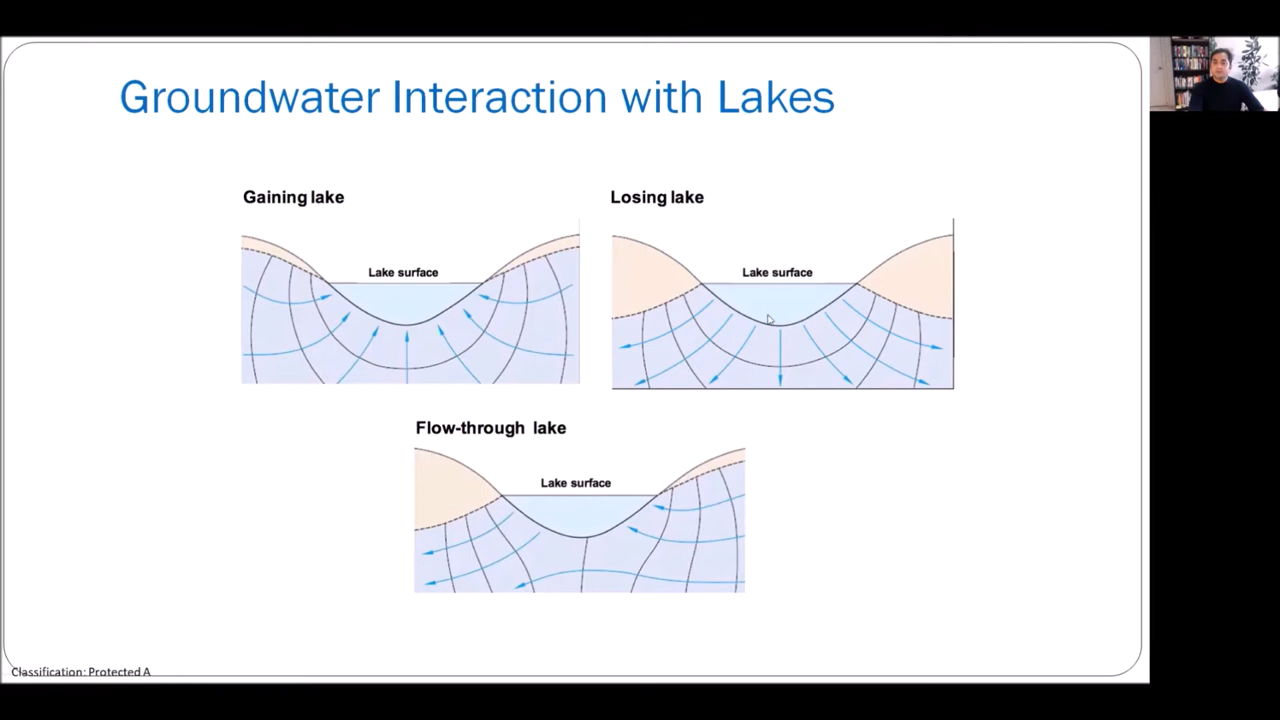 Groundwater Interaction with Lakes
Gaining lake
Losing lake
Lake surface
Lake surface
Flow-through lake
Lake surface
Classification: Protected A